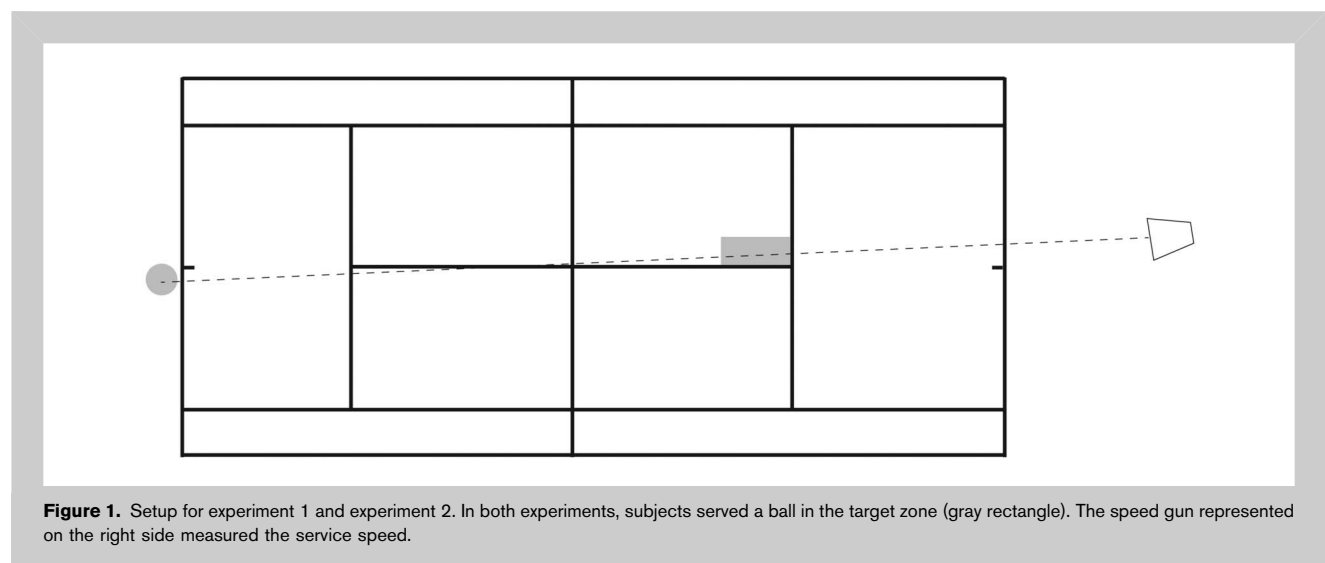 Figure 1. Setup for experiment 1 and experiment 2. In both experiments, subjects served a ball in the target zone (gray rectangle). The speed gun represented
on the right side measured the service speed.